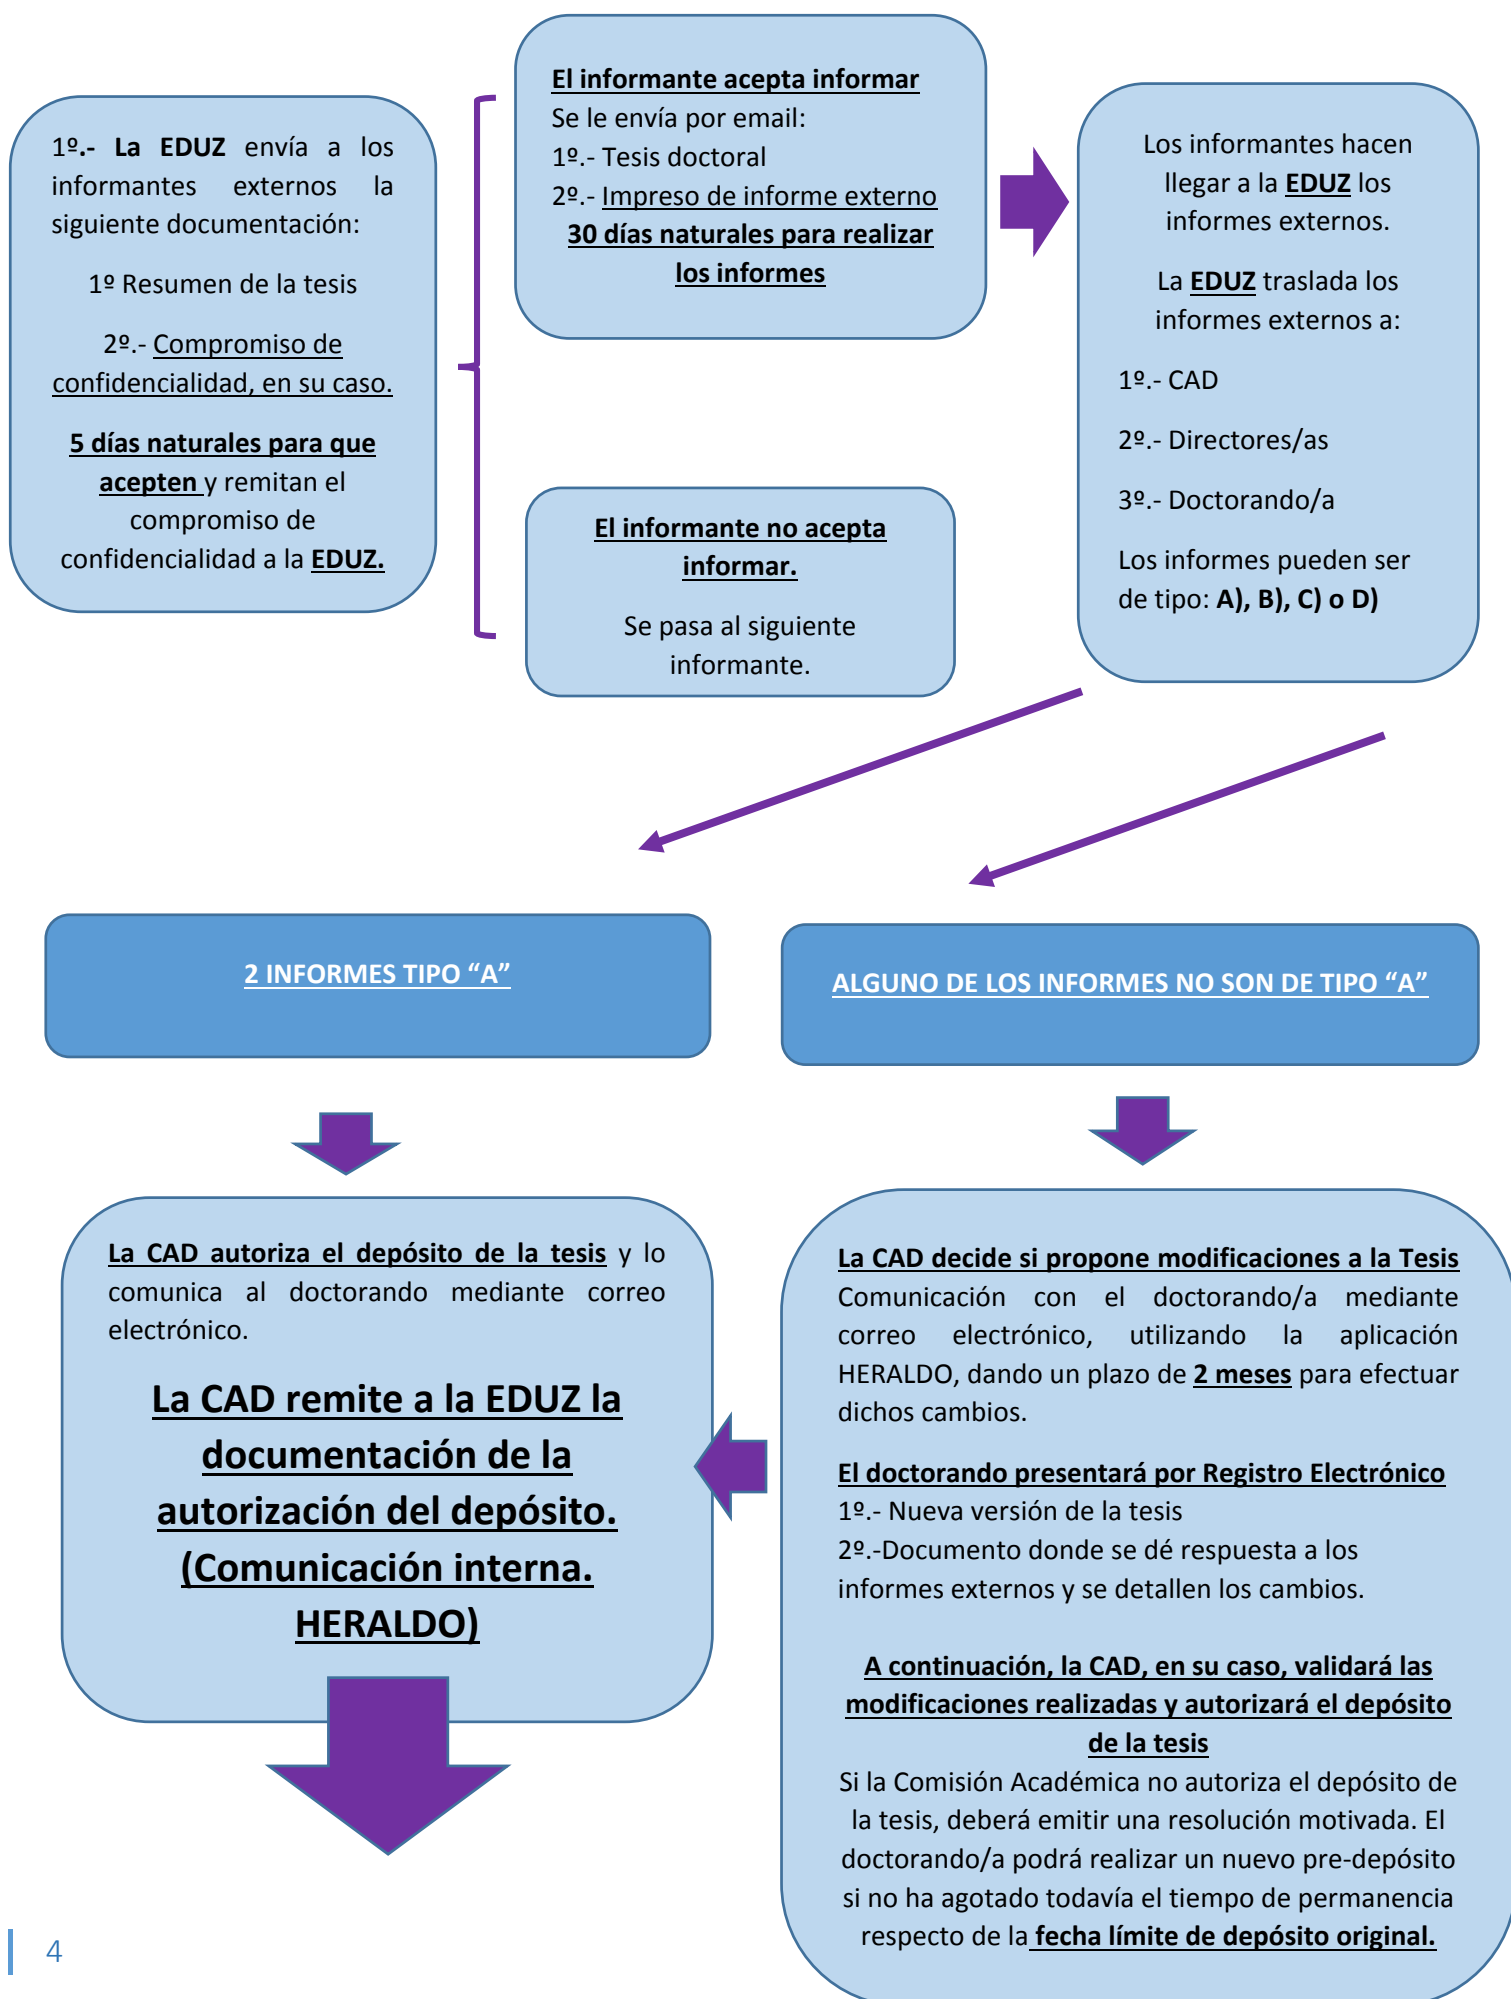 1º.- La EDUZ envía a los
informantes externos la
siguiente documentación:
1º Resumen de la tesis
2º.- Compromiso de
confidencialidad, en su caso.
5 días naturales para que
acepten y remitan el
compromiso de
confidencialidad a la EDUZ.
El informante acepta informar
Se le envía por email:
1º.- Tesis doctoral
2º.- Impreso de informe externo
30 días naturales para realizar
los informes
El informante no acepta
informar.
Se pasa al siguiente
informante.
Los informantes hacen
llegar a la EDUZ los
informes externos.
La EDUZ traslada los
informes externos a:
1º.- CAD
2º.- Directores/as
3º.- Doctorando/a
Los informes pueden ser
de tipo: A), B), C) o D)
2 INFORMES TIPO “A”
ALGUNO DE LOS INFORMES NO SON DE TIPO “A”
La CAD autoriza el depósito de la tesis y lo
comunica al doctorando mediante correo
electrónico.
La CAD remite a la EDUZ la
documentación de la
autorización del depósito.
(Comunicación interna.
HERALDO)
La CAD decide si propone modificaciones a la Tesis
Comunicación con el doctorando/a mediante
correo electrónico, utilizando la aplicación
HERALDO, dando un plazo de 2 meses para efectuar
dichos cambios.
El doctorando presentará por Registro Electrónico
1º.- Nueva versión de la tesis
2º.-Documento donde se dé respuesta a los
informes externos y se detallen los cambios.
A continuación, la CAD, en su caso, validará las
modificaciones realizadas y autorizará el depósito
de la tesis
Si la Comisión Académica no autoriza el depósito de
la tesis, deberá emitir una resolución motivada. El
doctorando/a podrá realizar un nuevo pre-depósito
si no ha agotado todavía el tiempo de permanencia
respecto de la fecha límite de depósito original.
4